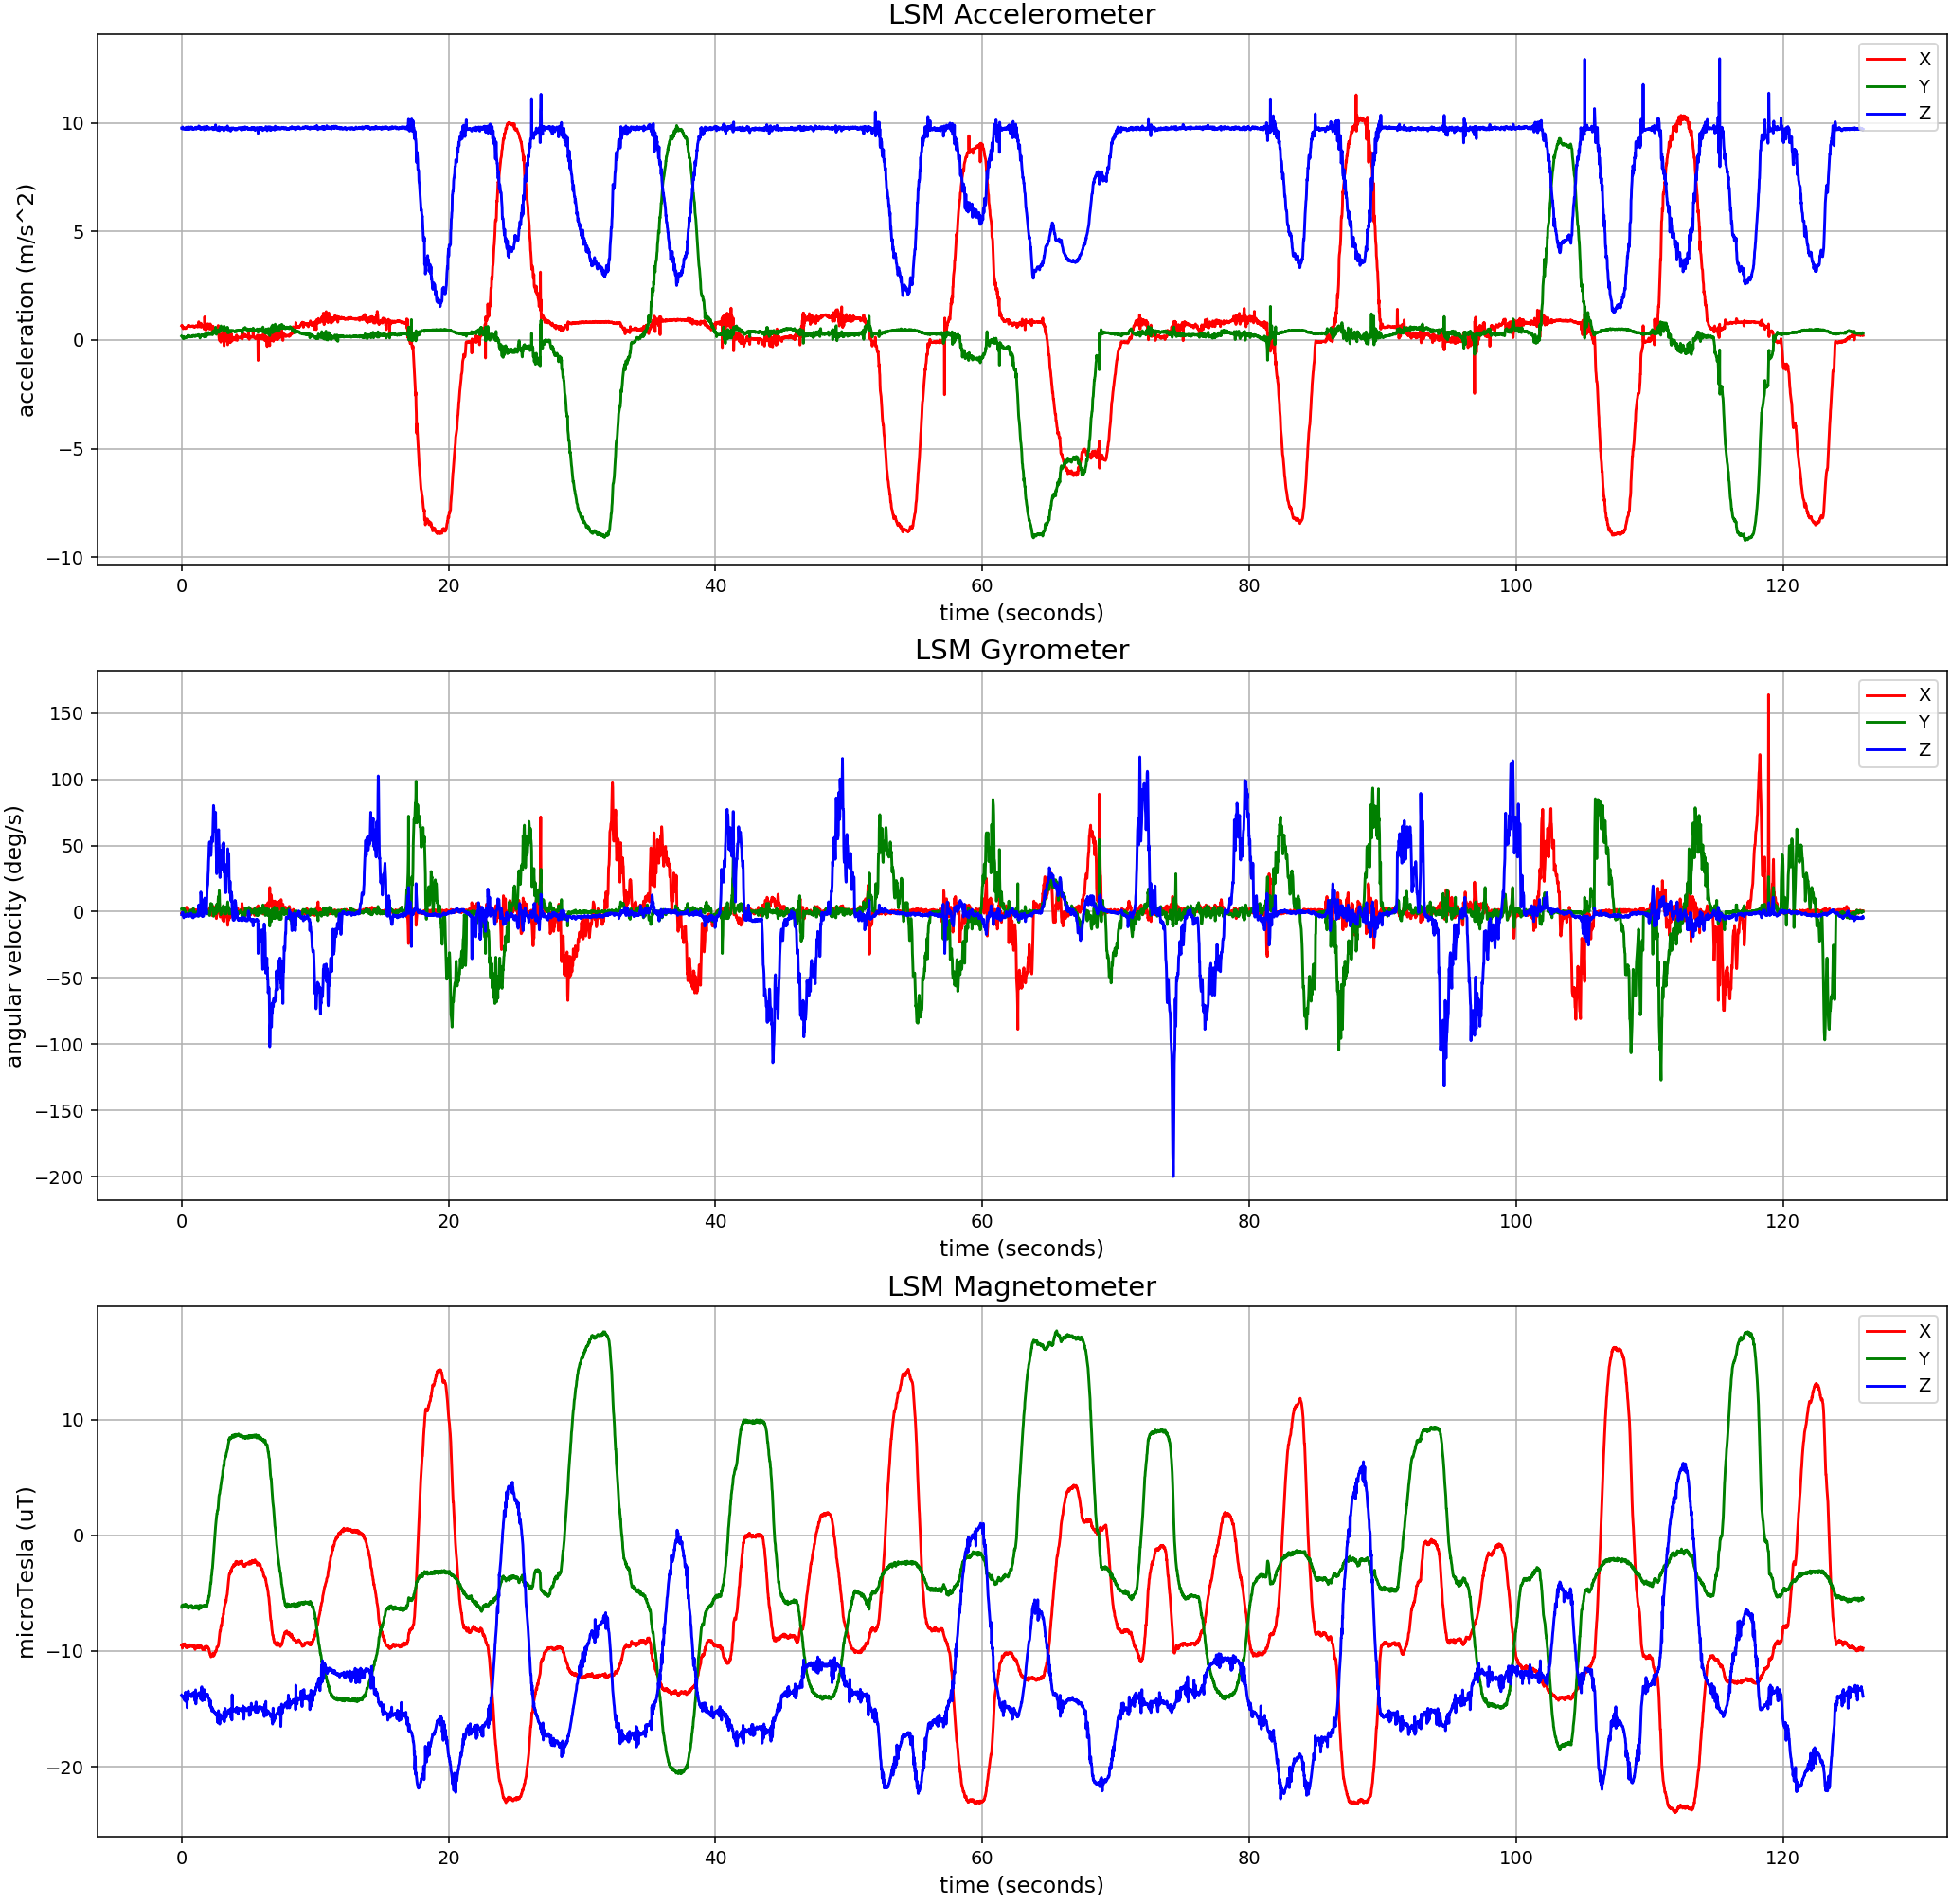 LSM Accelerometer
acceleration (m/s^2)
10
5
0
−5
−10
X
Y
Z
0 20 40 60 80 100 120
time (seconds)
LSM Gyrometer
angular velocity (deg/s)
150
100
50
0
−50
−100
−150
−200
X
Y
Z
0 20 40 60 80 100 120
time (seconds)
LSM Magnetometer
microTesla (uT)
10
0
−10
−20
X
Y
Z
0 20 40 60 80 100 120
time (seconds)